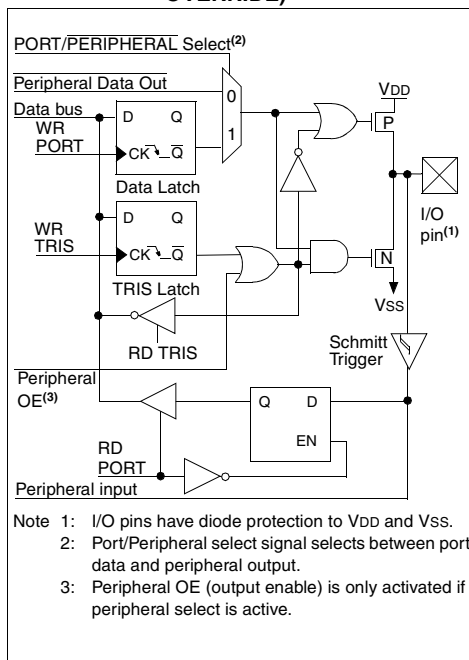 OVERRIDE)
PORT/PERIPHERAL Select(2)
Peripheral Data Out
Data bus
WR
PORT
D Q
CK Q
Data Latch
0
1
VDD
P
I/O
pin(1)
WR
TRIS
D Q
CK Q
TRIS Latch
N
VSS
RD TRIS
Schmitt
Trigger
Peripheral
OE(3)
Q D
EN
RD
PORT
Peripheral input
Note 1: I/O pins have diode protection to VDD and VSS.
2: Port/Peripheral select signal selects between port
data and peripheral output.
3: Peripheral OE (output enable) is only activated if
peripheral select is active.